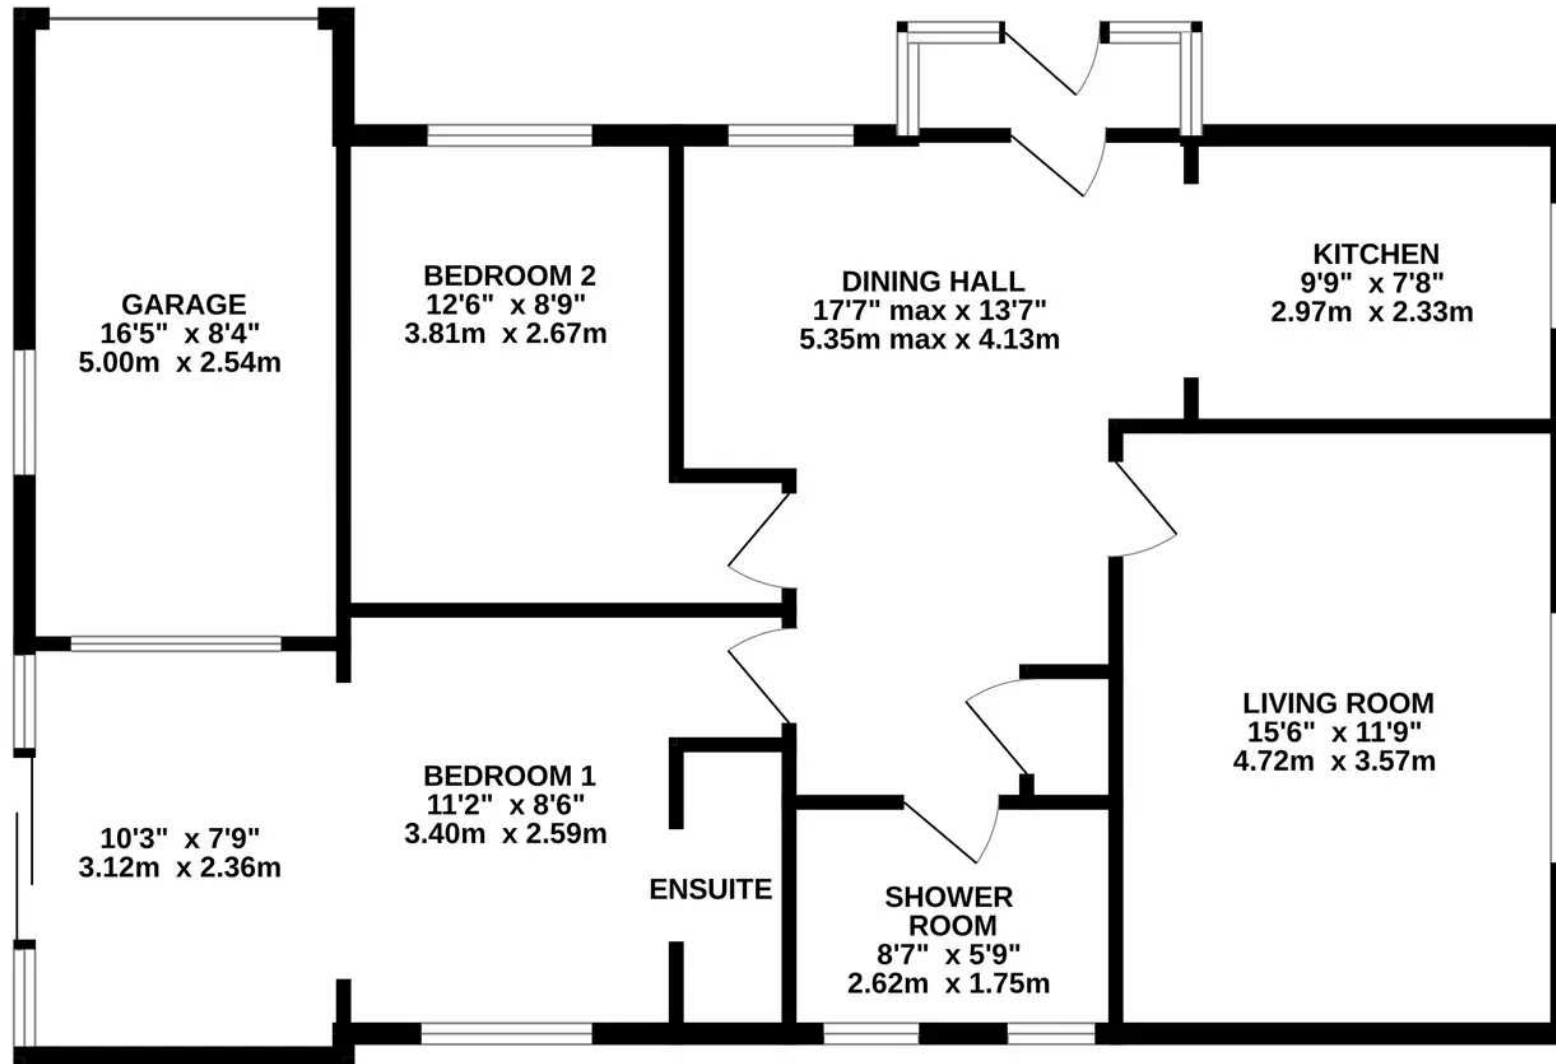 GARAGE
16'5" x 8'4"
5.00m x 2.54m
BEDROOM 2
12'6" x 8'9"
3.81m x 2.67m
DINING HALL
17'7" max x 13'7"
5.35m max x 4.13m
KITCHEN
9'9" x 7'8"
2.97m x 2.33m
10'3" x 7'9"
3.12m x 2.36m
BEDROOM 1
11'2" x 8'6"
3.40m x 2.59m
ENSUITE
SHOWER
ROOM
8'7" x 5'9"
2.62m x 1.75m
LIVING ROOM
15'6" x 11'9"
4.72m x 3.57m